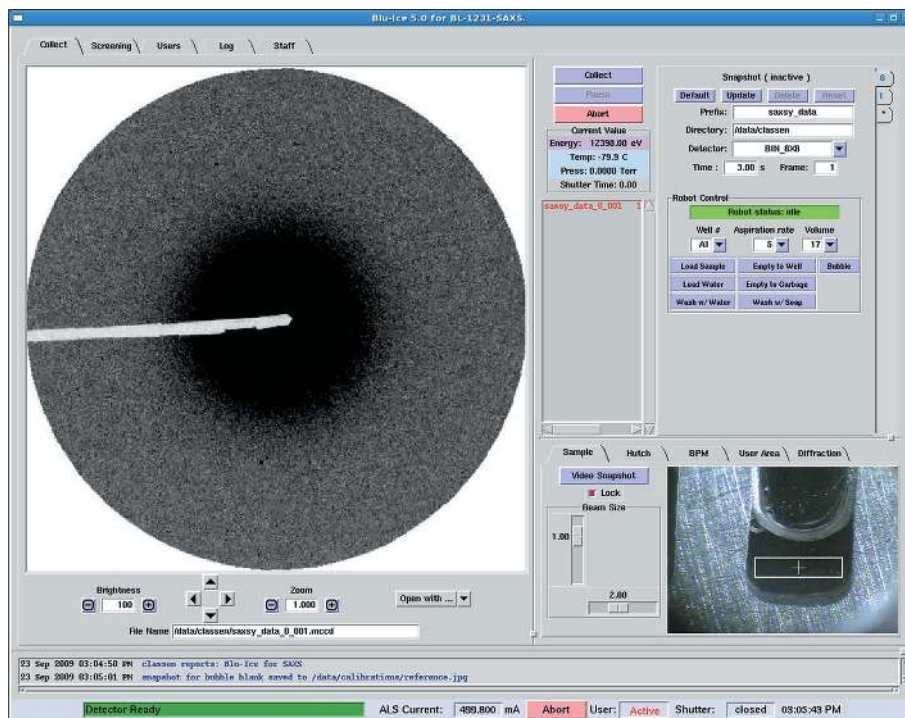 Blu-Ice 5.0 for BL-1231-SAXS.
Collect Screening Users Log Staff
Collect
Pause
Abort
Current Value
Energy: 12398.00 eV
Temp: -79.9 C
Press: 0.0000 Torr
Shutter Time: 0.00
saxsy_data_0_001 1
Snapshot ( inactive )
Default Update Delete Reset
Prefix: saxsy_data
Directory: /data/classen
Detector: BIN_8X8
Time : 3.00 s Frame: 1
0
1
*
Robot Control
Robot status: idle
Well # Aspiration rate Volume
A1 5 17
Load Sample Empty to Well Bubble
Load Water Empty to Garbage
Wash w/ Water Wash w/ Soap
Sample Hutch BPM User Area Diffraction
Video Snapshot
Lock
Beam Size
1.00
2.00
Brightness Zoom
100 1.000 Open with ...
File Name /data/classen/saxsy_data_0_001.mccd
23 Sep 2009 03:04:50 PM classen reports: Blu-Ice for SAXS
23 Sep 2009 03:05:01 PM snapshot for bubble blank saved to /data/calibrations/reference.jpg
Detector Ready ALS Current: 499.800 mA Abort User: Active Shutter: closed 03:05:43 PM